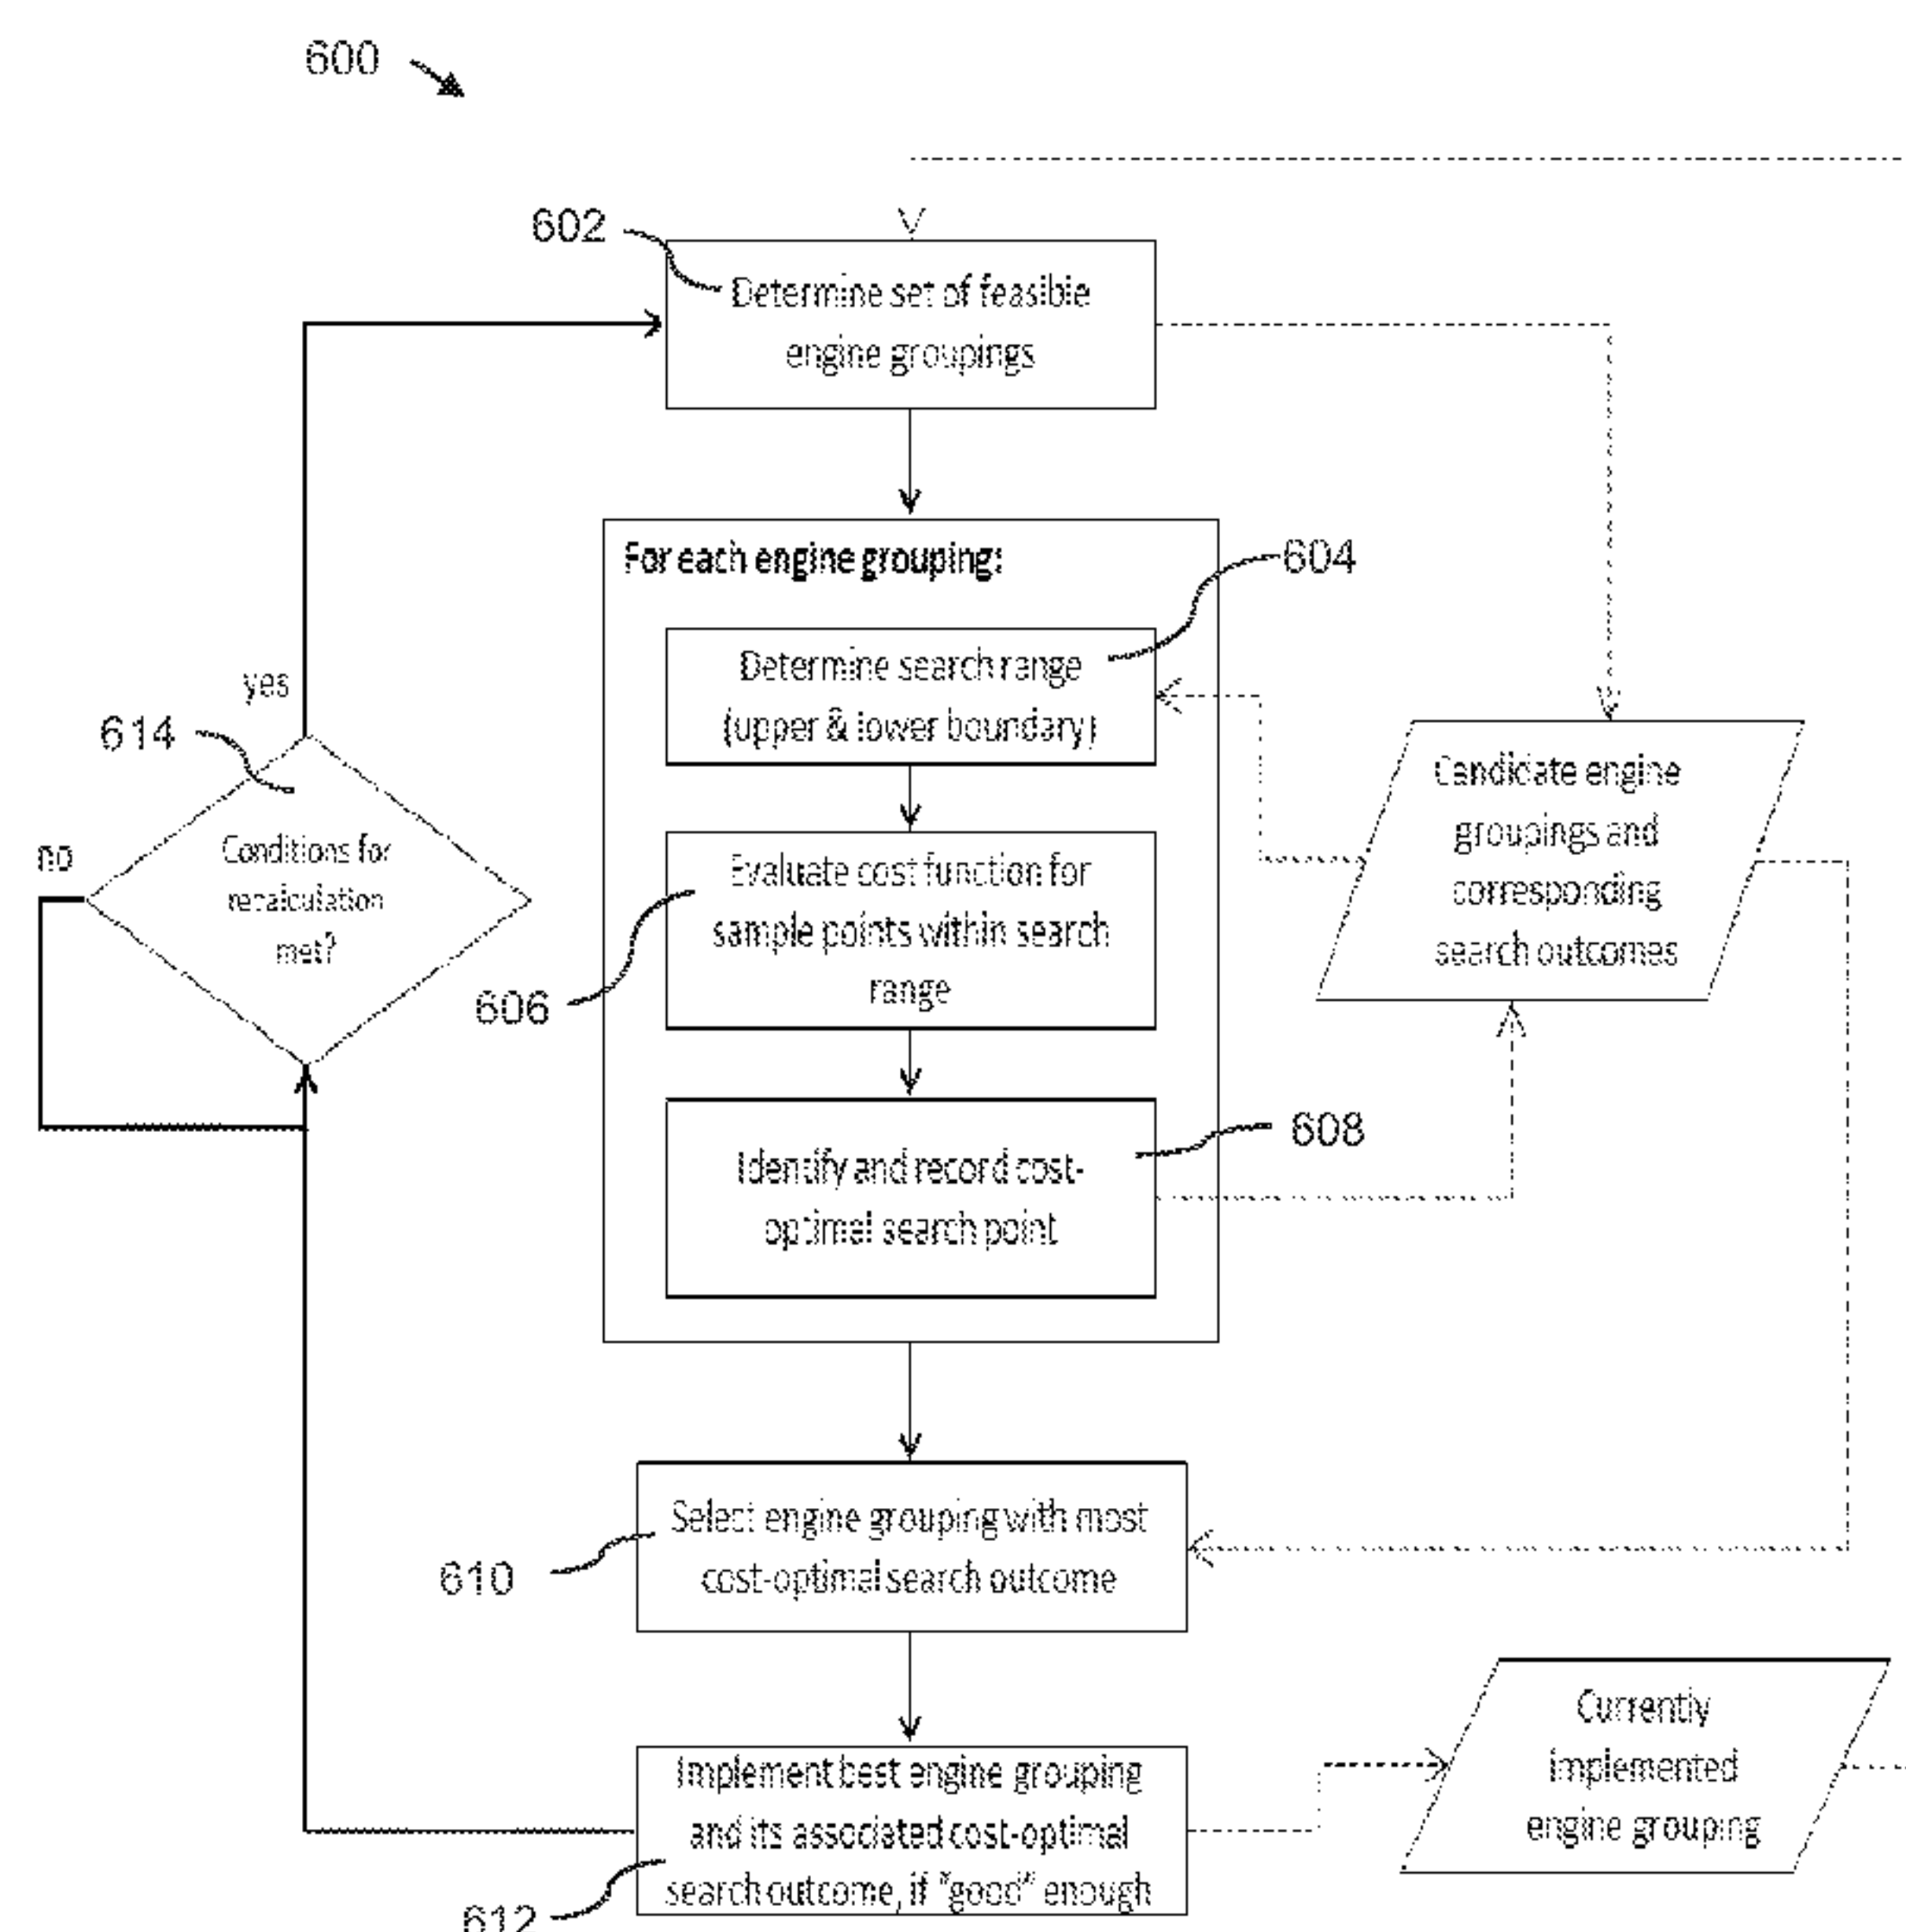 600
602
Determine set of feasible
engine groupings
For each engine grouping:
604
Determine search range
(upper & lower boundary)
yes
614
Conditions for
recalculation
met?
no
Evaluate cost function for
sample points within search
range
606
Candidate engine
groupings and
corresponding
search outcomes
608
Identify and record cost-
optimal search point
Select engine grouping with most
cost-optimal search outcome
610
Currently
implemented
engine grouping
Implement best engine grouping
and its associated cost-optimal
search outcome, if "good" enough
612